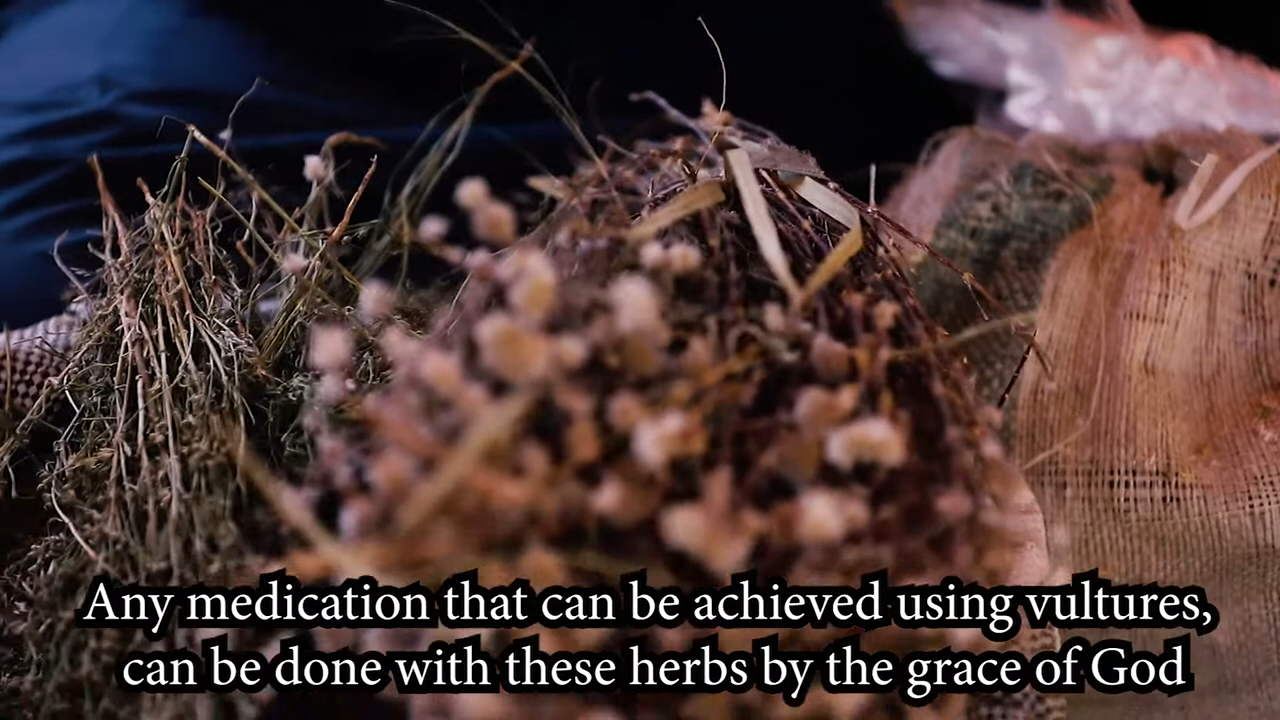 Any medication that can be achieved using vultures,
can be done with these herbs by the grace of God